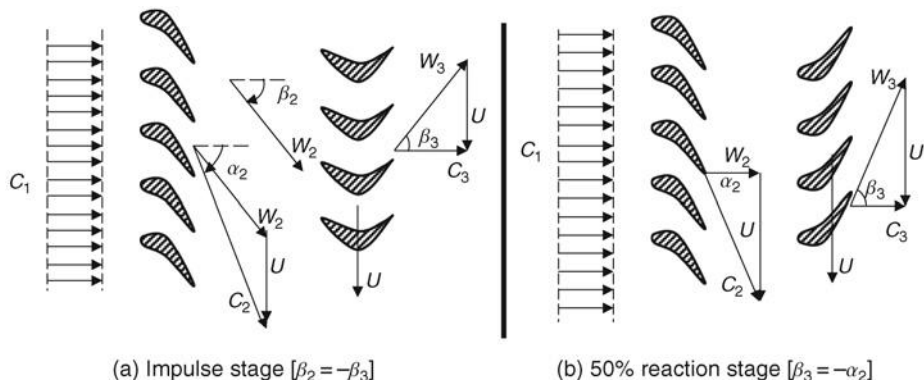 C₁
α₂
C₂
W₂
U
β₂
W₂
U
W₃
U
β₃
C₃
(a) Impulse stage [β₂ = −β₃]
C₁
W₂
α₂
U
C₂
U
W₃
U
β₃
C₃
(b) 50% reaction stage [β₃ = −α₂]